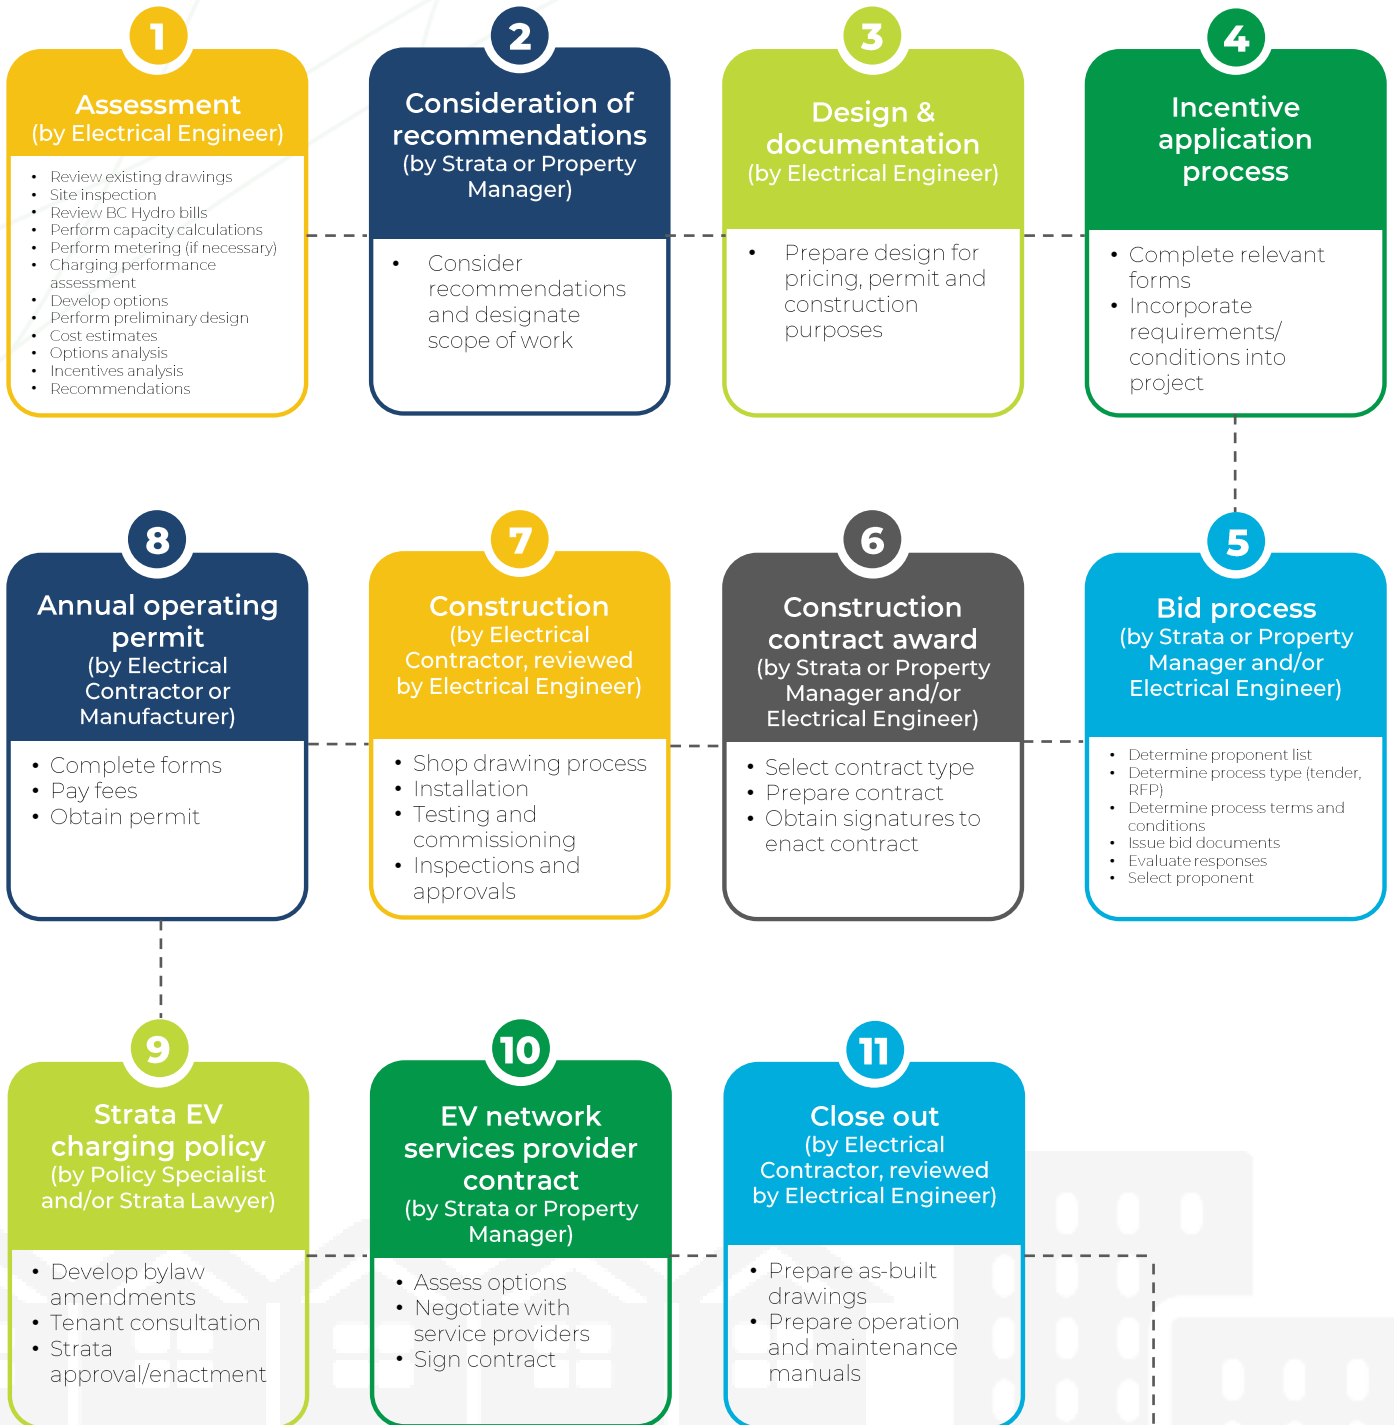 1
Assessment
(by Electrical Engineer)
• Review existing drawings
• Site inspection
• Review BC Hydro bills
• Perform capacity calculations
• Perform metering (if necessary)
• Charging performance
assessment
• Develop options
• Perform preliminary design
• Cost estimates
• Options analysis
• Incentives analysis
• Recommendations
2
Consideration of
recommendations
(by Strata or Property
Manager)
• Consider
recommendations
and designate
scope of work
3
Design &
documentation
(by Electrical Engineer)
• Prepare design for
pricing, permit and
construction
purposes
4
Incentive
application
process
• Complete relevant
forms
• Incorporate
requirements/
conditions into
project
5
Bid process
(by Strata or Property
Manager and/or
Electrical Engineer)
• Determine proponent list
• Determine process type (tender,
RFP)
• Determine process terms and
conditions
• Issue bid documents
• Evaluate responses
• Select proponent
6
Construction
contract award
(by Strata or Property
Manager and/or
Electrical Engineer)
• Select contract type
• Prepare contract
• Obtain signatures to
enact contract
7
Construction
(by Electrical
Contractor, reviewed
by Electrical Engineer)
• Shop drawing process
• Installation
• Testing and
commissioning
• Inspections and
approvals
8
Annual operating
permit
(by Electrical
Contractor or
Manufacturer)
• Complete forms
• Pay fees
• Obtain permit
9
Strata EV
charging policy
(by Policy Specialist
and/or Strata Lawyer)
• Develop bylaw
amendments
• Tenant consultation
• Strata
approval/enactment
10
EV network
services provider
contract
(by Strata or Property
Manager)
• Assess options
• Negotiate with
service providers
• Sign contract
11
Close out
(by Electrical
Contractor, reviewed
by Electrical Engineer)
• Prepare as-built
drawings
• Prepare operation
and maintenance
manuals